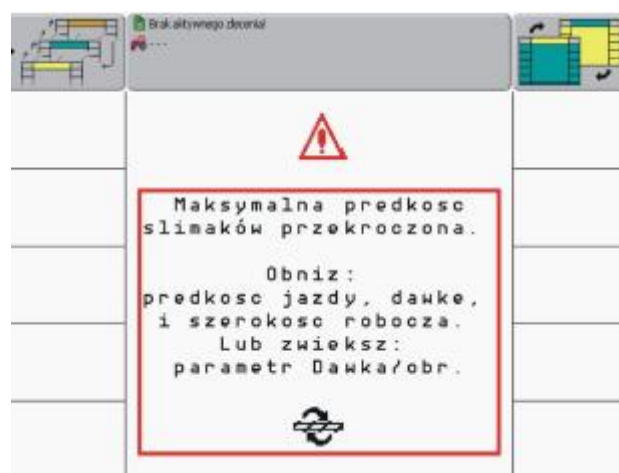 Brak aktywnego zlecenia!
---
Maksymalna predkosc
slimaków przekroczona.
Obniz:
predkosc jazdy, dawke,
i szerokosc robocza.
Lub zwieksz:
parametr Dawka/obr.